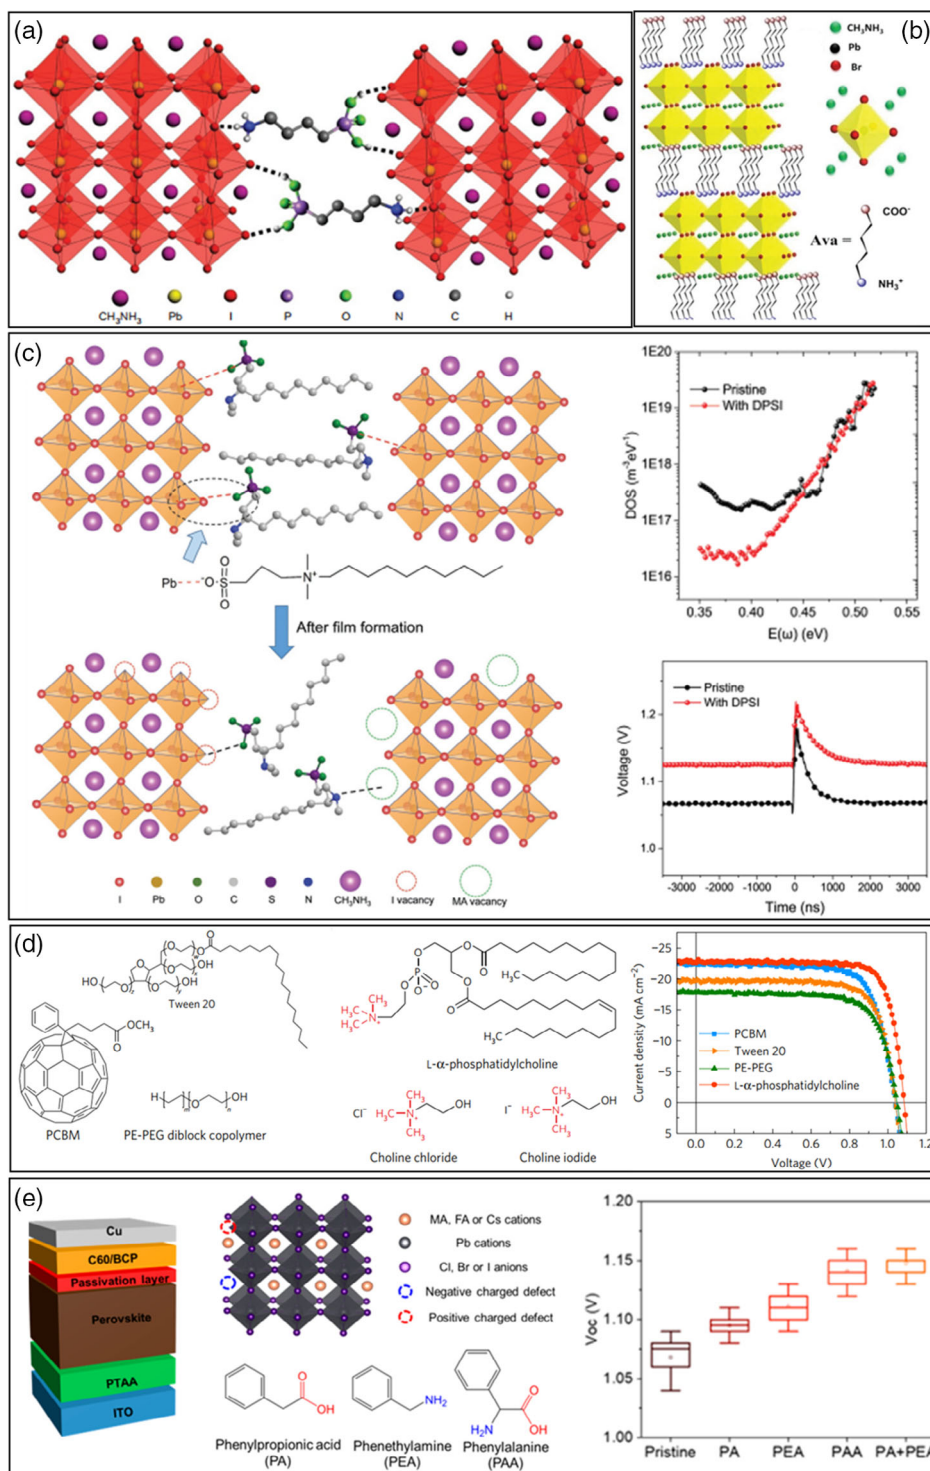 (a)
CH₃NH₃ Pb I P O N C H
(b)
CH₃NH₃
Pb
Br
COO⁻
Ava =
NH₃⁺
(c)
Pb ⁻O S O O N⁺
After film formation
I Pb O C S N CH₃NH₃ I vacancy MA vacancy
1E20
1E19
1E18
1E17
1E16
DOS (m⁻³eV⁻¹)
Pristine
With DPSI
0.35 0.40 0.45 0.50 0.55
E(ω) (eV)
Pristine
With DPSI
1.2
1.1
1.0
Voltage (V)
-3000 -2000 -1000 0 1000 2000 3000
Time (ns)
(d)
Tween 20
OCH₃
PCBM
PE-PEG diblock copolymer
L-α-phosphatidylcholine
Choline chloride
Choline iodide
-25
-20
-15
-10
-5
0
5
Current density (mA cm⁻²)
PCBM
Tween 20
PE-PEG
L-α-phosphatidylcholine
0.0 0.2 0.4 0.6 0.8 1.0 1.2
Voltage (V)
(e)
Cu
C60/BCP
Passivation layer
Perovskite
PTAA
ITO
MA, FA or Cs cations
Pb cations
Cl, Br or I anions
Negative charged defect
Positive charged defect
O
OH
NH₂
O
H₂N
OH
Phenylpropionic acid
(PA)
Phenethylamine
(PEA)
Phenylalanine
(PAA)
1.20
1.15
1.10
1.05
1.00
Voc (V)
Pristine PA PEA PAA PA+PEA